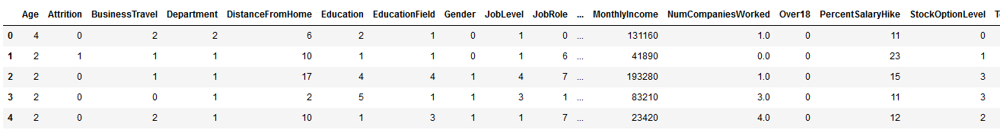 Age Attrition BusinessTravel Department DistanceFromHome Education EducationField Gender JobLevel JobRole ... MonthlyIncome NumCompaniesWorked Over18 PercentSalaryHike StockOptionLevel
0 4 0 2 2 6 2 1 0 1 0 ... 131160 1.0 0 11 0
1 2 1 1 1 10 1 1 0 1 6 ... 41890 0.0 0 23 1
2 2 0 1 1 17 4 4 1 4 7 ... 193280 1.0 0 15 3
3 2 0 0 1 2 5 1 1 3 1 ... 83210 3.0 0 11 3
4 2 0 2 1 10 1 3 1 1 7 ... 23420 4.0 0 12 2